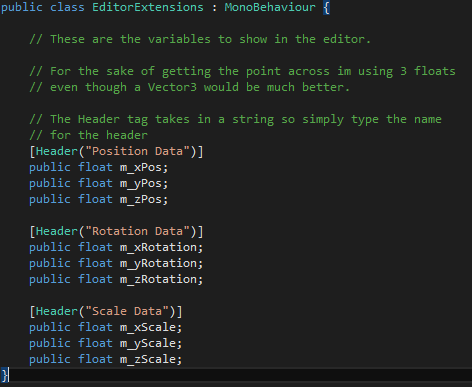 public class EditorExtensions : MonoBehaviour {
// These are the variables to show in the editor.
// For the sake of getting the point across im using 3 floats
// even though a Vector3 would be much better.
// The Header tag takes in a string so simply type the name
// for the header
[Header("Position Data")]
public float m_xPos;
public float m_yPos;
public float m_zPos;
[Header("Rotation Data")]
public float m_xRotation;
public float m_yRotation;
public float m_zRotation;
[Header("Scale Data")]
public float m_xScale;
public float m_yScale;
public float m_zScale;
}